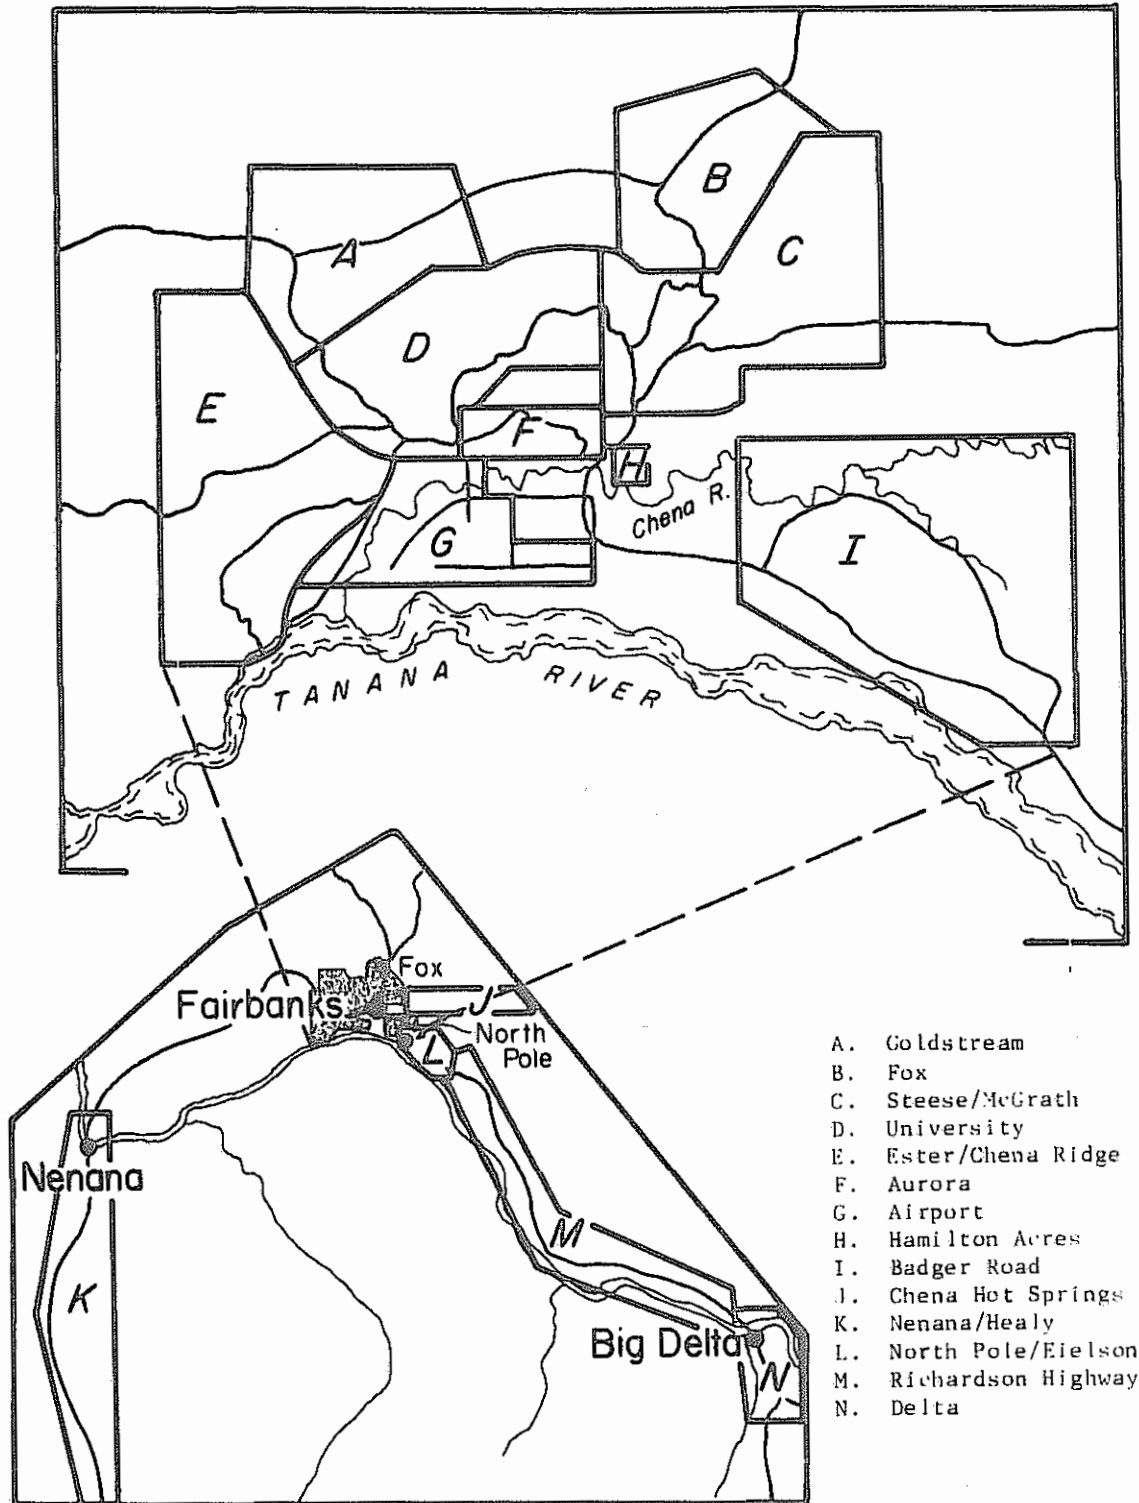 B
C
A
D
E
F
H
Chena R.
G
I
TANANA RIVER
Fox
Fairbanks
J
North
Pole
L
Nenana
M
K
Big Delta
N
A. Goldstream
B. Fox
C. Steese/McGrath
D. University
E. Ester/Chena Ridge
F. Aurora
G. Airport
H. Hamilton Acres
I. Badger Road
J. Chena Hot Springs
K. Nenana/Healy
L. North Pole/Eielson
M. Richardson Highway
N. Delta